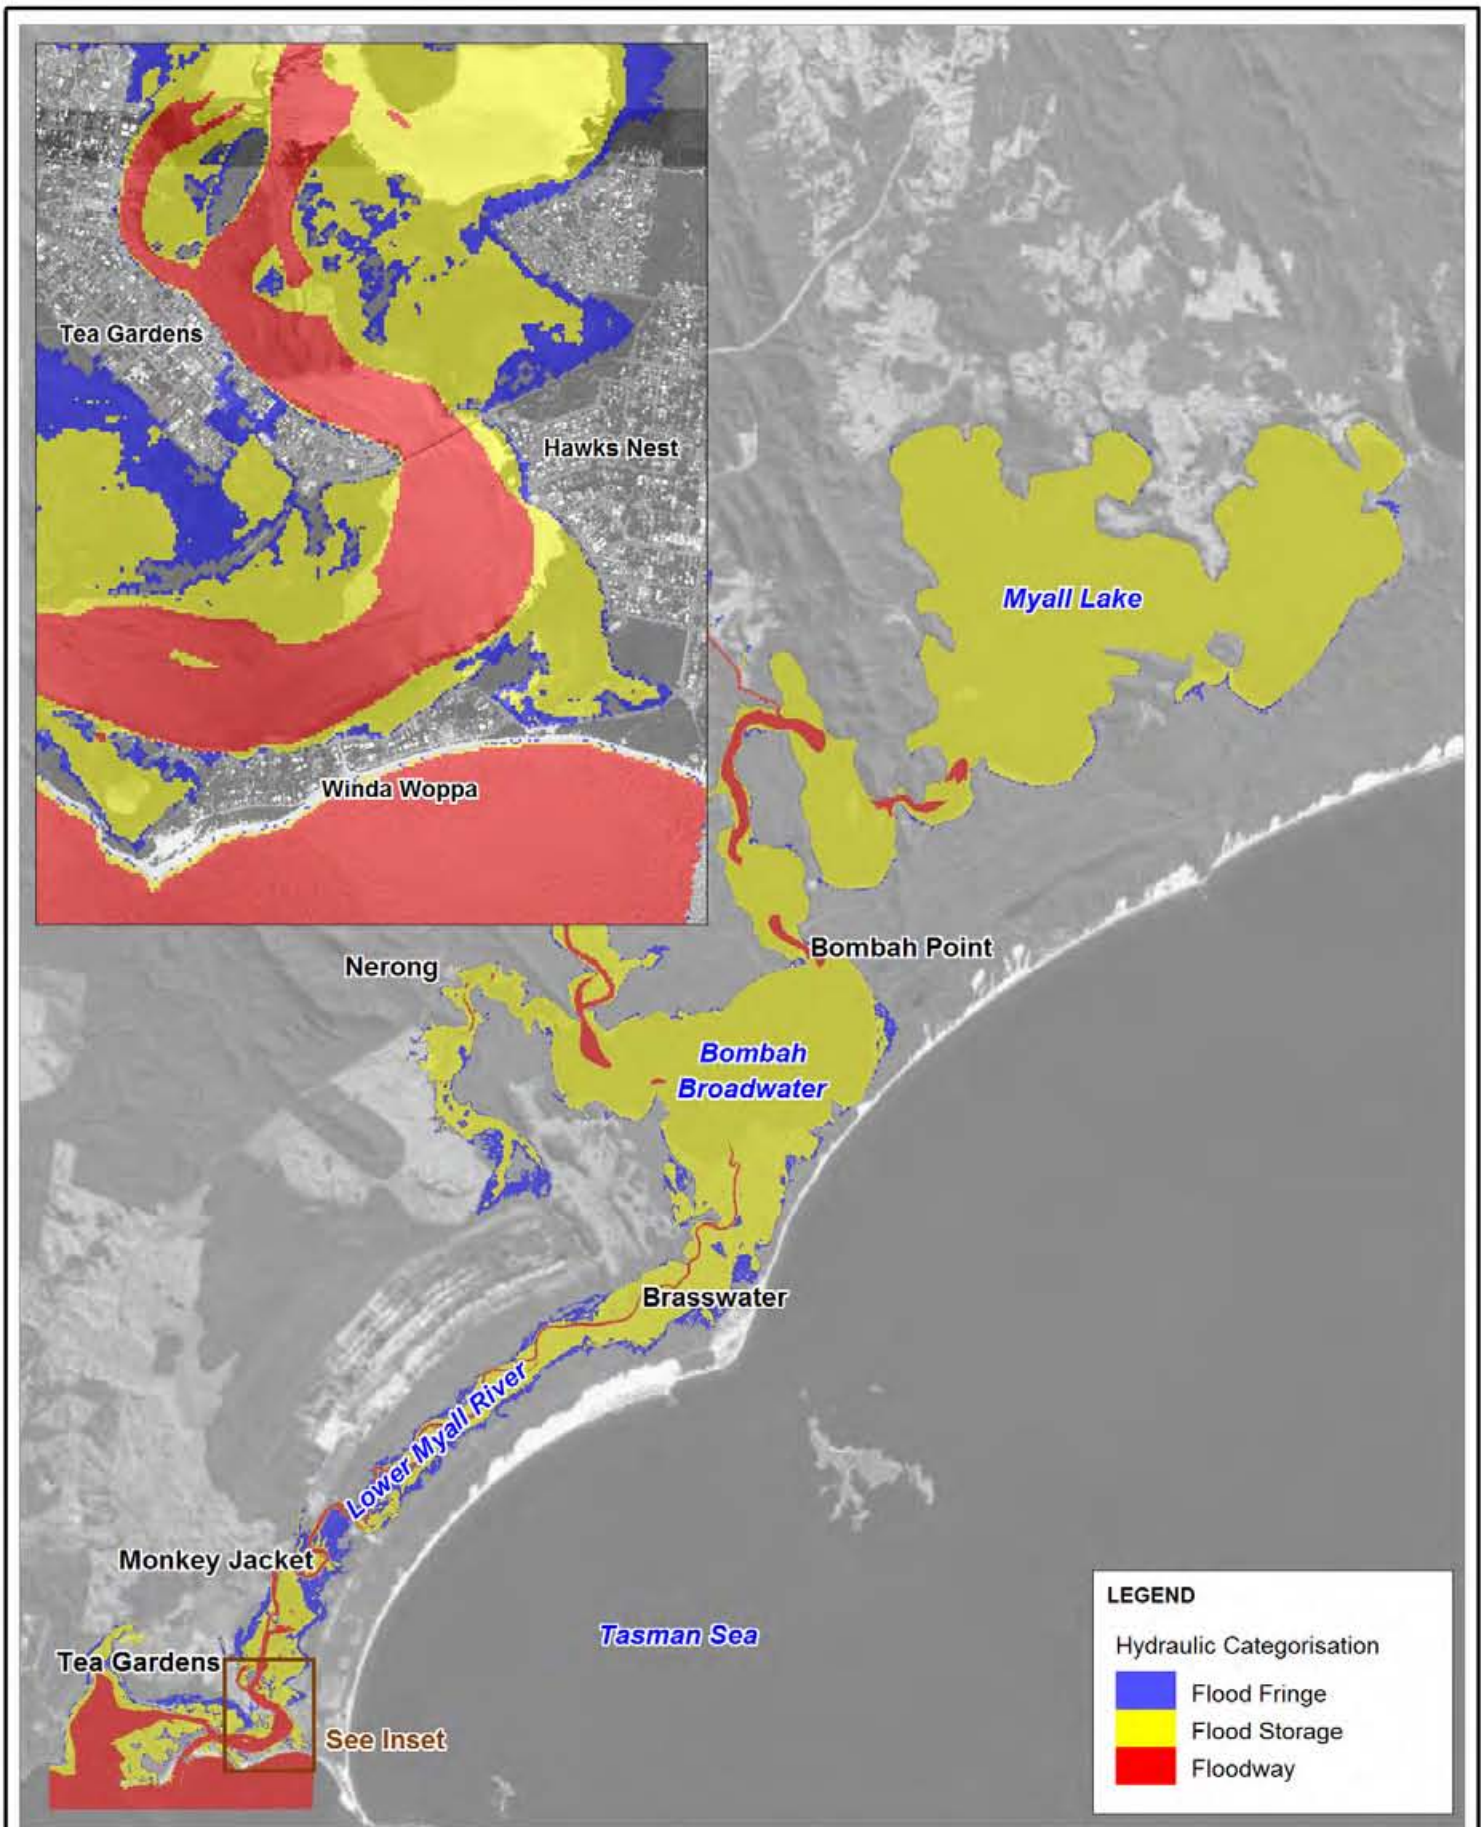 Tea Gardens
Hawks Nest
Winda Woppa
Myall Lake
Bombah Point
Nerong
Bombah
Broadwater
Brasswater
Lower Myall River
Monkey Jacket
Tasman Sea
Tea Gardens
See Inset
LEGEND
Hydraulic Categorisation
Flood Fringe
Flood Storage
Floodway